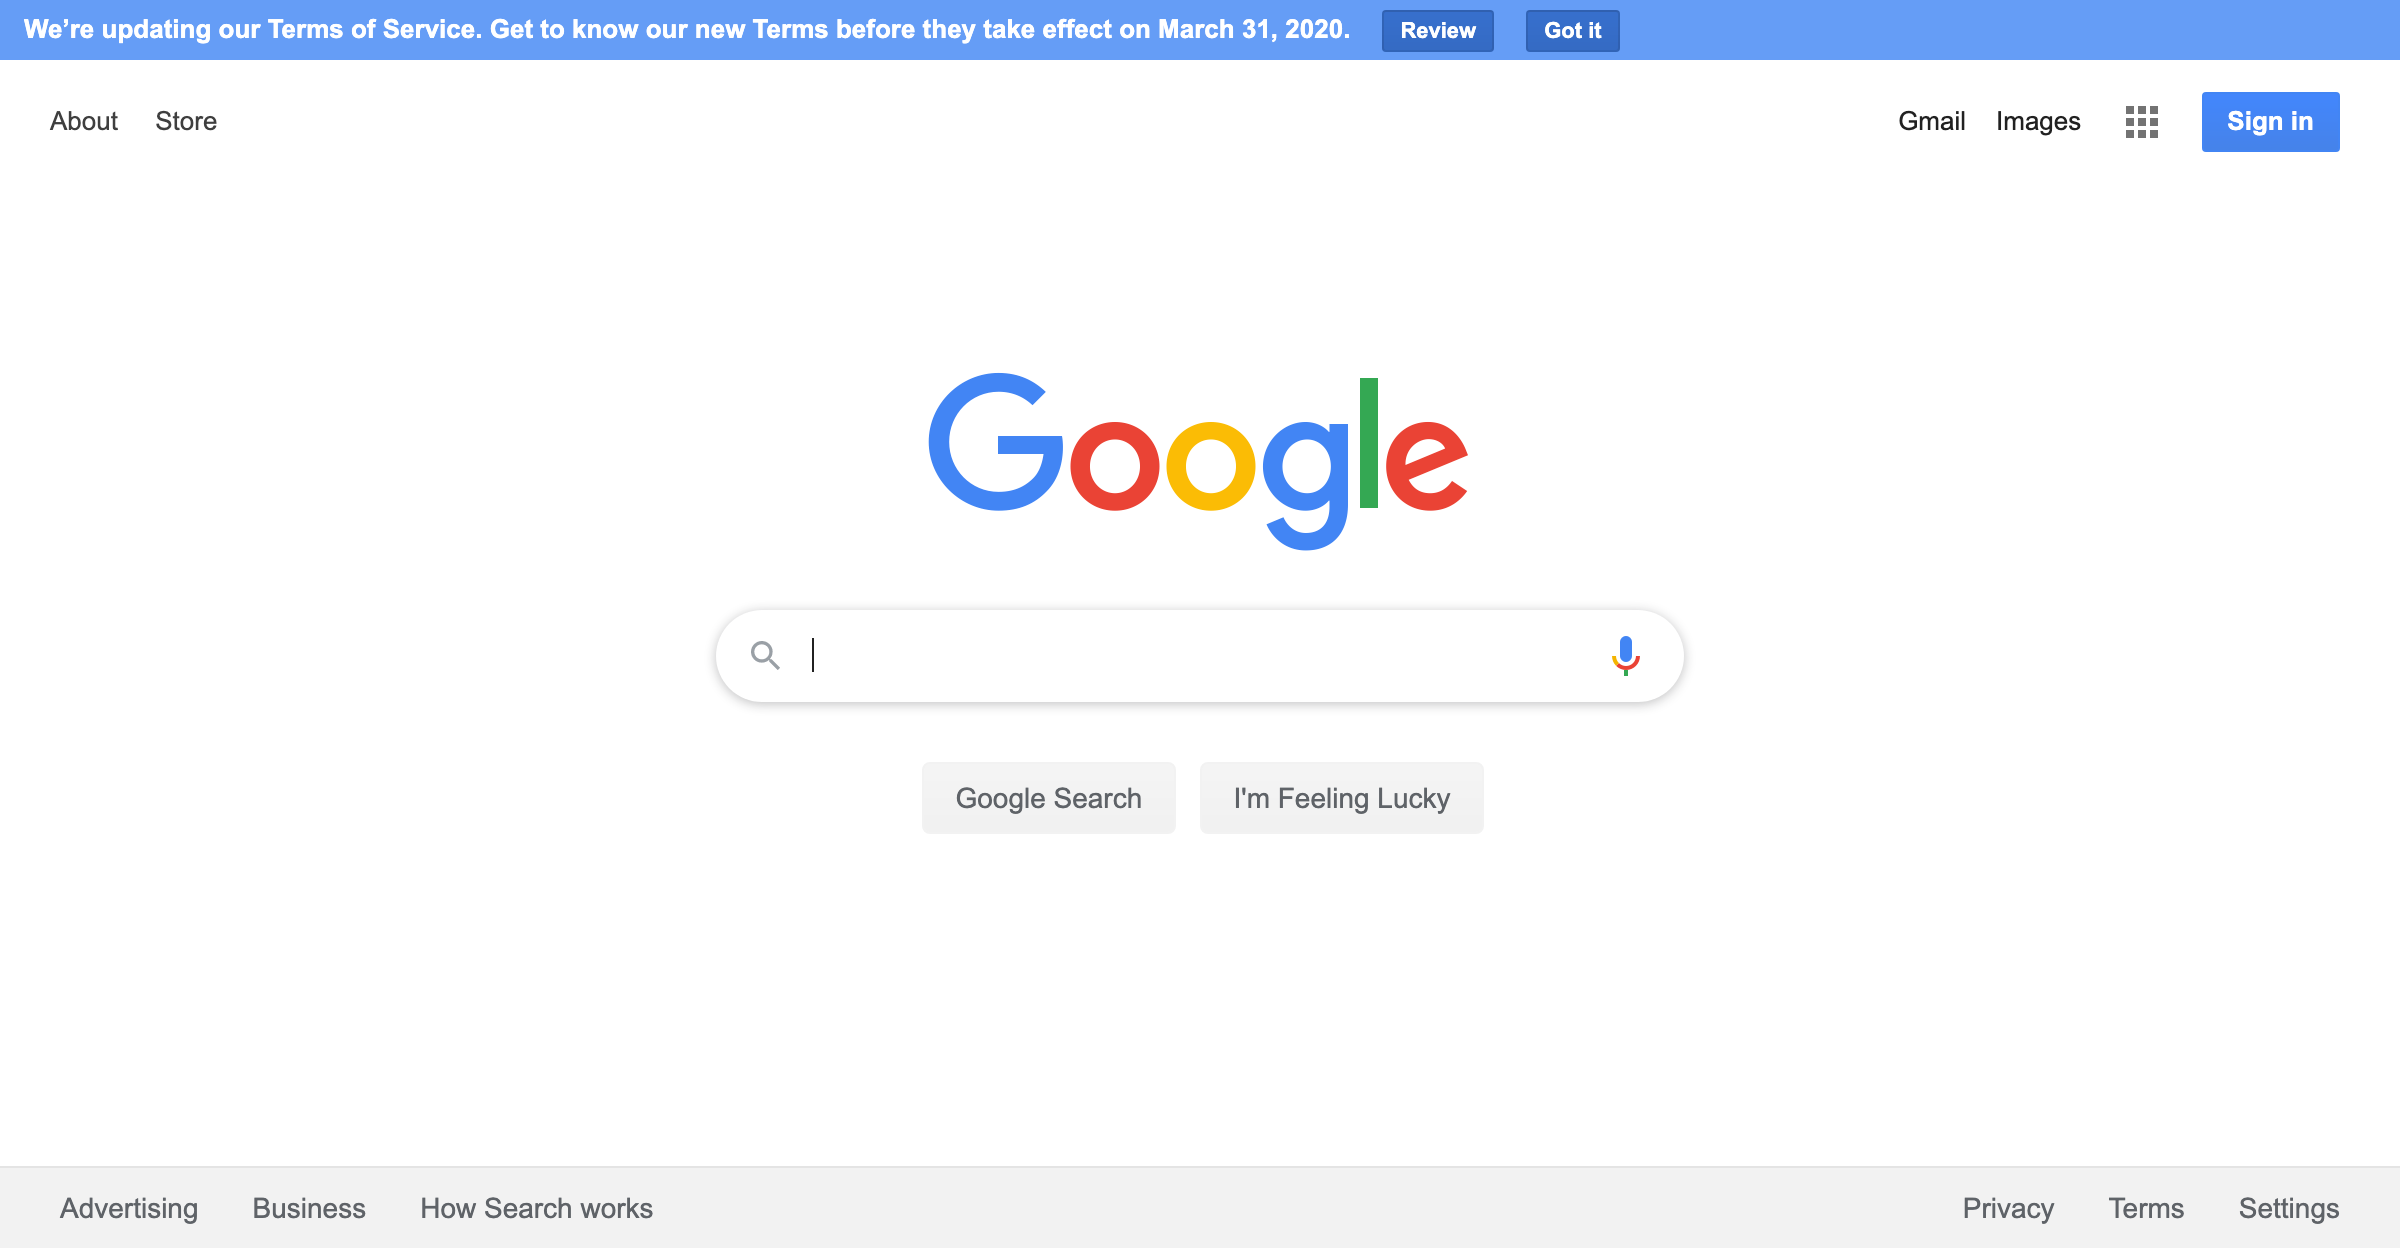 We’re updating our Terms of Service. Get to know our new Terms before they take effect on March 31, 2020. Review Got it
About Store Gmail Images Sign in
Google
Google Search I'm Feeling Lucky
Advertising Business How Search works Privacy Terms Settings